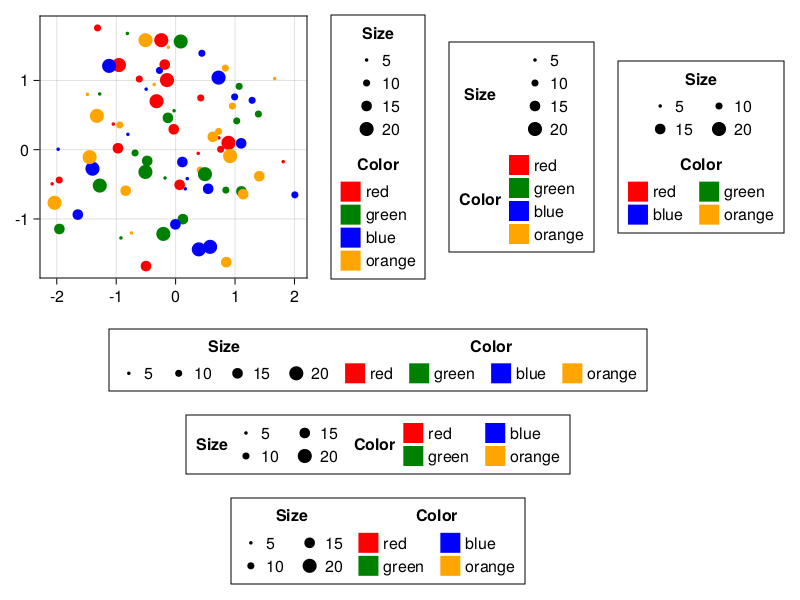 1
0
-1
-2 -1 0 1 2
Size
5
10
15
20
Color
red
green
blue
orange
Size
5
10
15
20
Color
red
green
blue
orange
Size
5 10
15 20
Color
red green
blue orange
Size Color
5 10 15 20 red green blue orange
Size 5 15 Color red blue
10 20 green orange
Size Color
5 15 red blue
10 20 green orange